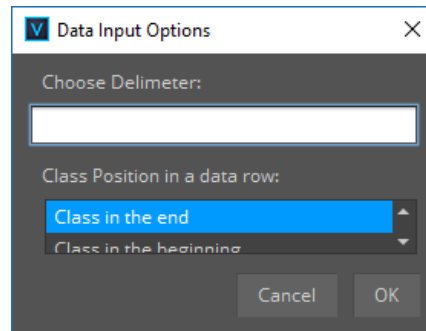 V Data Input Options
Choose Delimeter:
Class Position in a data row:
Class in the end
Class in the beginning
Cancel OK